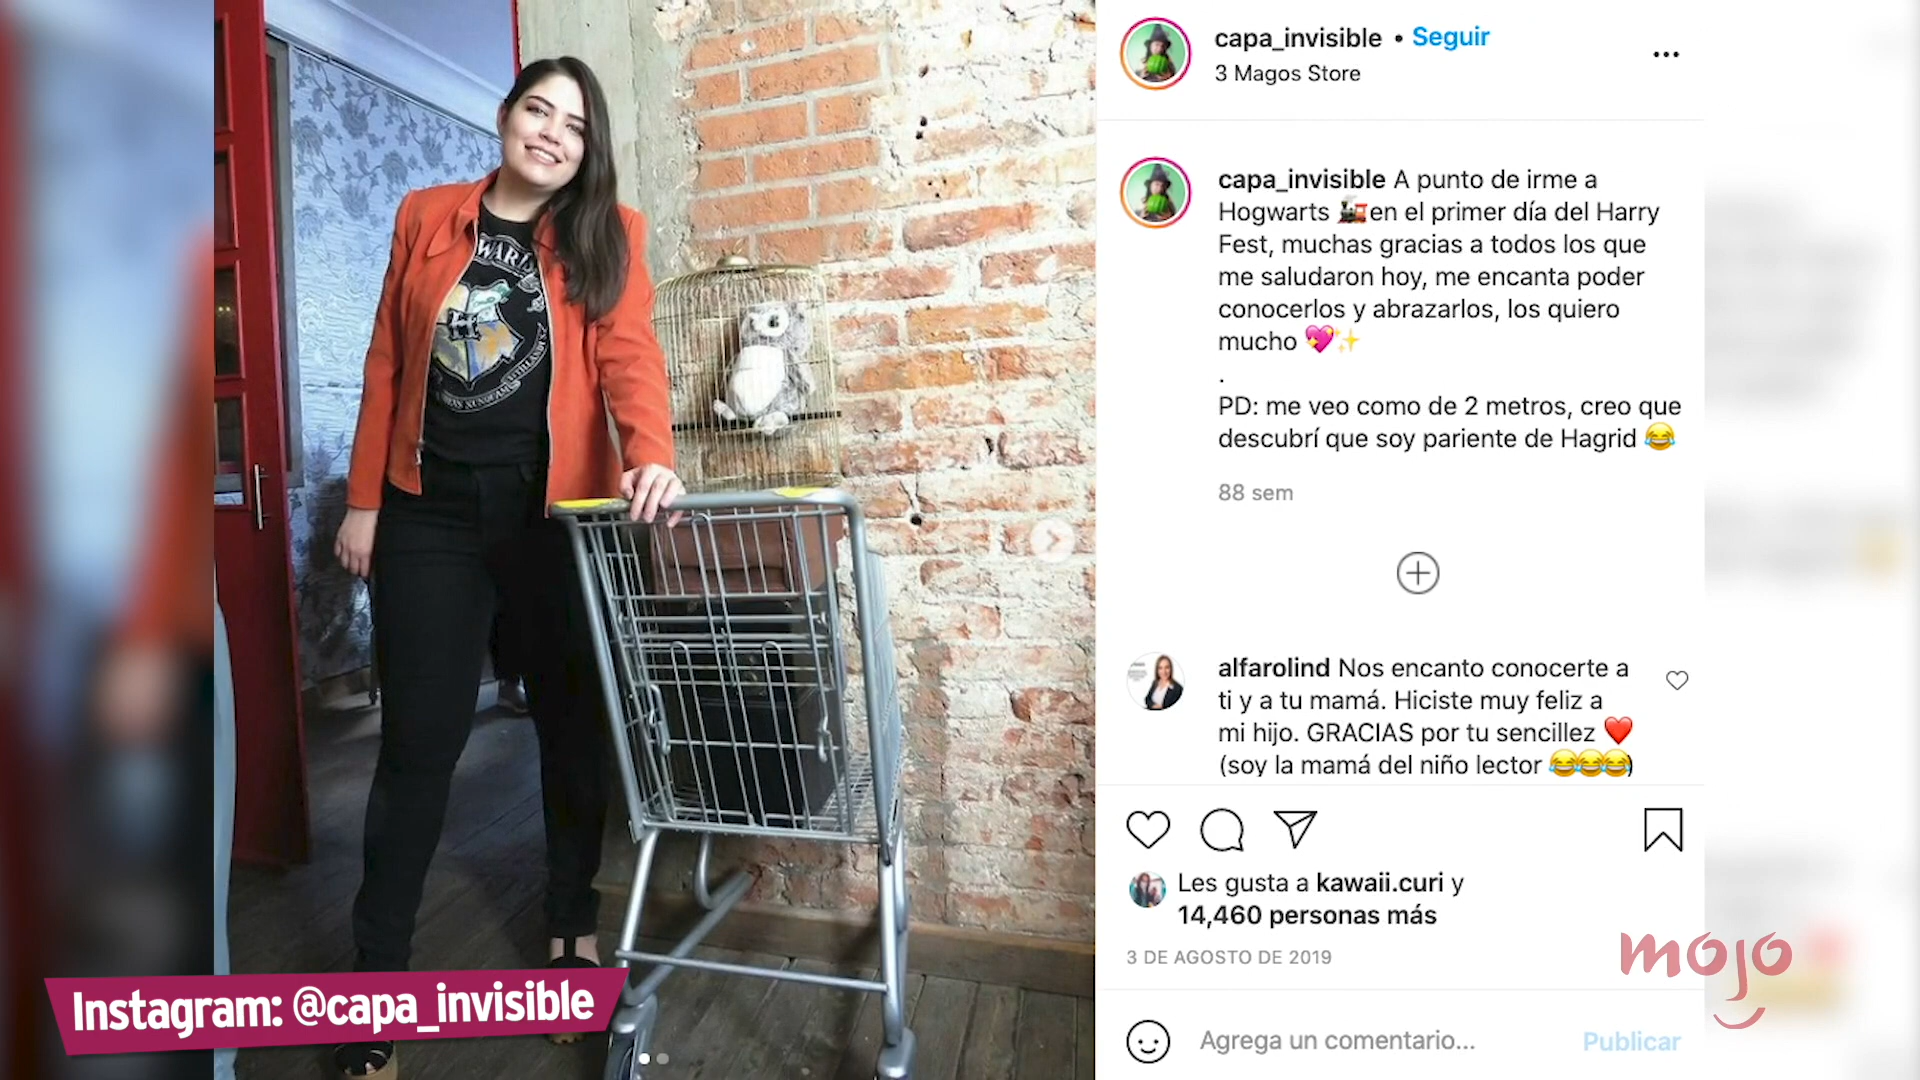 capa_invisible • Seguir
3 Magos Store
capa_invisible A punto de irme a
Hogwarts 🚂en el primer día del Harry
Fest, muchas gracias a todos los que
me saludaron hoy, me encanta poder
conocerlos y abrazarlos, los quiero
mucho 💖✨
.
PD: me veo como de 2 metros, creo que
descubrí que soy pariente de Hagrid 😂
88 sem
alfarolind Nos encanto conocerte a
ti y a tu mamá. Hiciste muy feliz a
mi hijo. GRACIAS por tu sencillez ❤️
(soy la mamá del niño lector 😂😂😂)
Les gusta a kawaii.curi y
14,460 personas más
3 DE AGOSTO DE 2019
Agrega un comentario...
Publicar
Instagram: @capa_invisible
mojo